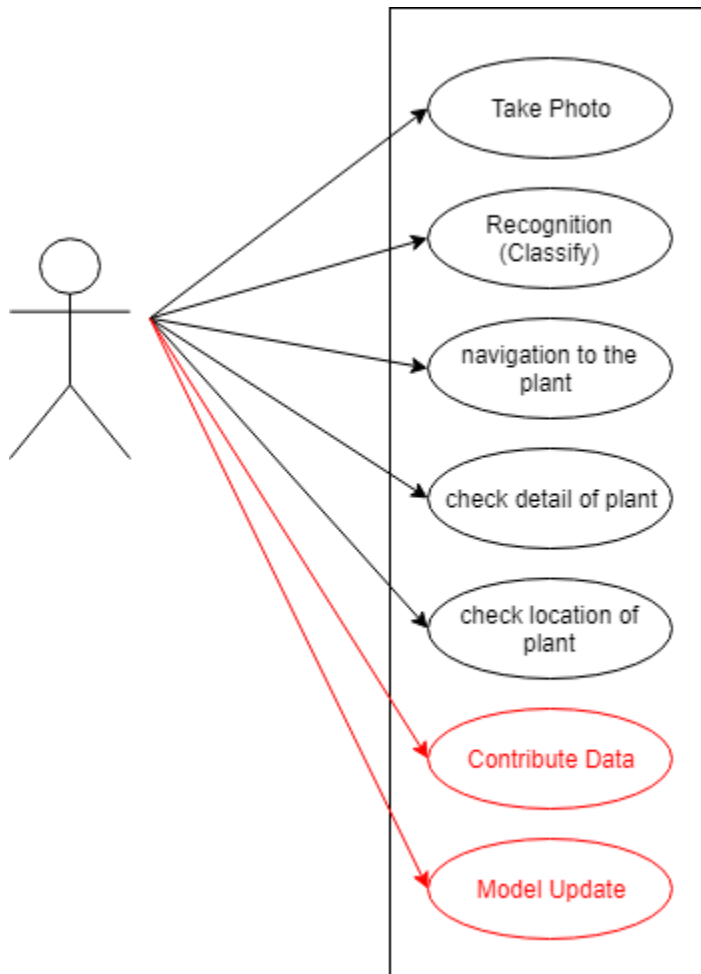 Take Photo
Recognition
(Classify)
navigation to the
plant
check detail of plant
check location of
plant
Contribute Data
Model Update